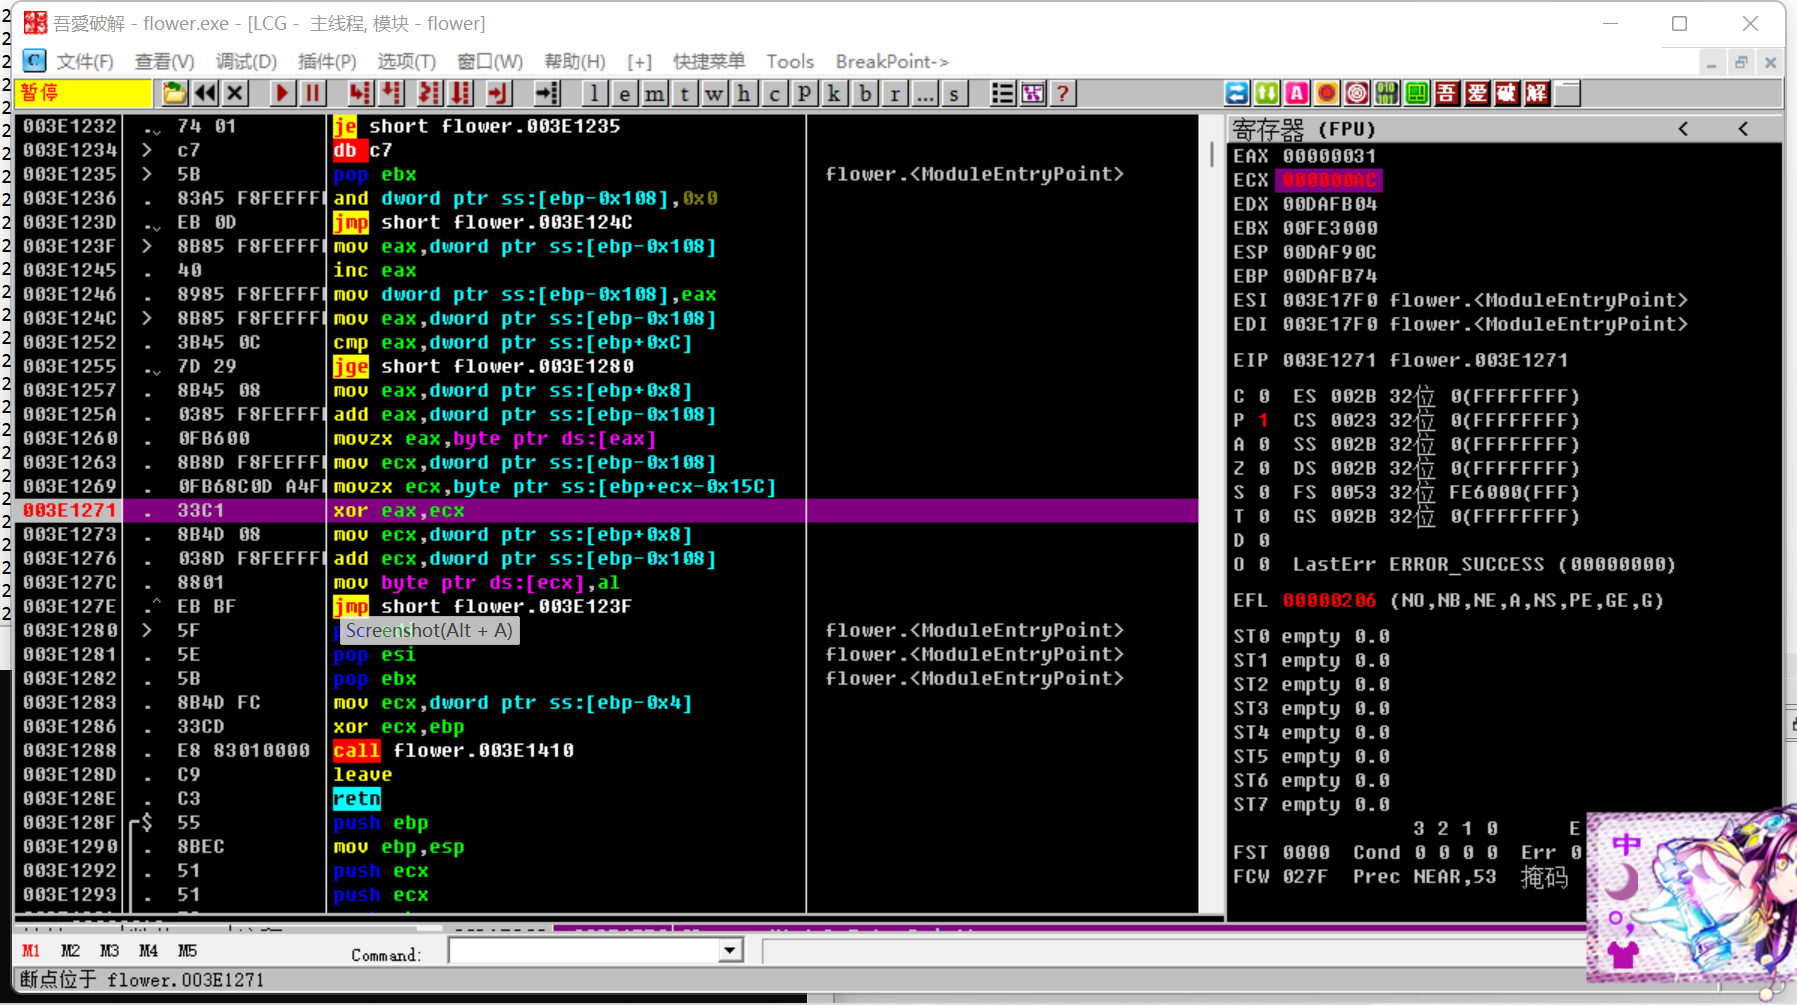 吾愛破解 - flower.exe - [LCG - 主线程, 模块 - flower]
文件(F) 查看(V) 调试(D) 插件(P) 选项(T) 窗口(W) 帮助(H) [+] 快捷菜单 Tools BreakPoint->
暂停 l e m t w h c P k b r ... s ? A 吾 爱 破 解
寄存器 (FPU) < <
003E1232 . 74 01 je short flower.003E1235
003E1234 > c7 db c7
003E1235 > 5B pop ebx flower.<ModuleEntryPoint>
003E1236 . 83A5 F8FEFFF and dword ptr ss:[ebp-0x108],0x0
003E123D . EB 0D jmp short flower.003E124C
003E123F > 8B85 F8FEFFF mov eax,dword ptr ss:[ebp-0x108]
003E1245 . 40 inc eax
003E1246 . 8985 F8FEFFF mov dword ptr ss:[ebp-0x108],eax
003E124C > 8B85 F8FEFFF mov eax,dword ptr ss:[ebp-0x108]
003E1252 . 3B45 0C cmp eax,dword ptr ss:[ebp+0xC]
003E1255 . 7D 29 jge short flower.003E1280
003E1257 . 8B45 08 mov eax,dword ptr ss:[ebp+0x8]
003E125A . 0385 F8FEFFF add eax,dword ptr ss:[ebp-0x108]
003E1260 . 0FB600 movzx eax,byte ptr ds:[eax]
003E1263 . 8B8D F8FEFFF mov ecx,dword ptr ss:[ebp-0x108]
003E1269 . 0FB68C0D A4F movzx ecx,byte ptr ss:[ebp+ecx-0x15C]
003E1271 . 33C1 xor eax,ecx
003E1273 . 8B4D 08 mov ecx,dword ptr ss:[ebp+0x8]
003E1276 . 038D F8FEFFF add ecx,dword ptr ss:[ebp-0x108]
003E127C . 8801 mov byte ptr ds:[ecx],al
003E127E .^ EB BF jmp short flower.003E123F
003E1280 > 5F Screenshot(Alt + A) flower.<ModuleEntryPoint>
003E1281 . 5E pop esi flower.<ModuleEntryPoint>
003E1282 . 5B pop ebx flower.<ModuleEntryPoint>
003E1283 . 8B4D FC mov ecx,dword ptr ss:[ebp-0x4]
003E1286 . 33CD xor ecx,ebp
003E1288 . E8 83010000 call flower.003E1410
003E128D . C9 leave
003E128E . C3 retn
003E128F $ 55 push ebp
003E1290 . 8BEC mov ebp,esp
003E1292 . 51 push ecx
003E1293 . 51 push ecx
EAX 00000031
ECX 000000AC
EDX 00DAFB04
EBX 00FE3000
ESP 00DAF90C
EBP 00DAFB74
ESI 003E17F0 flower.<ModuleEntryPoint>
EDI 003E17F0 flower.<ModuleEntryPoint>
EIP 003E1271 flower.003E1271
C 0 ES 002B 32位 0(FFFFFFFF)
P 1 CS 0023 32位 0(FFFFFFFF)
A 0 SS 002B 32位 0(FFFFFFFF)
Z 0 DS 002B 32位 0(FFFFFFFF)
S 0 FS 0053 32位 FE6000(FFF)
T 0 GS 002B 32位 0(FFFFFFFF)
D 0
O 0 LastErr ERROR_SUCCESS (00000000)
EFL 00000206 (NO,NB,NE,A,NS,PE,GE,G)
ST0 empty 0.0
ST1 empty 0.0
ST2 empty 0.0
ST3 empty 0.0
ST4 empty 0.0
ST5 empty 0.0
ST6 empty 0.0
ST7 empty 0.0
3 2 1 0 E
FST 0000 Cond 0 0 0 0 Err 0
FCW 027F Prec NEAR,53 掩码
中
M1 M2 M3 M4 M5 Command:
断点位于 flower.003E1271